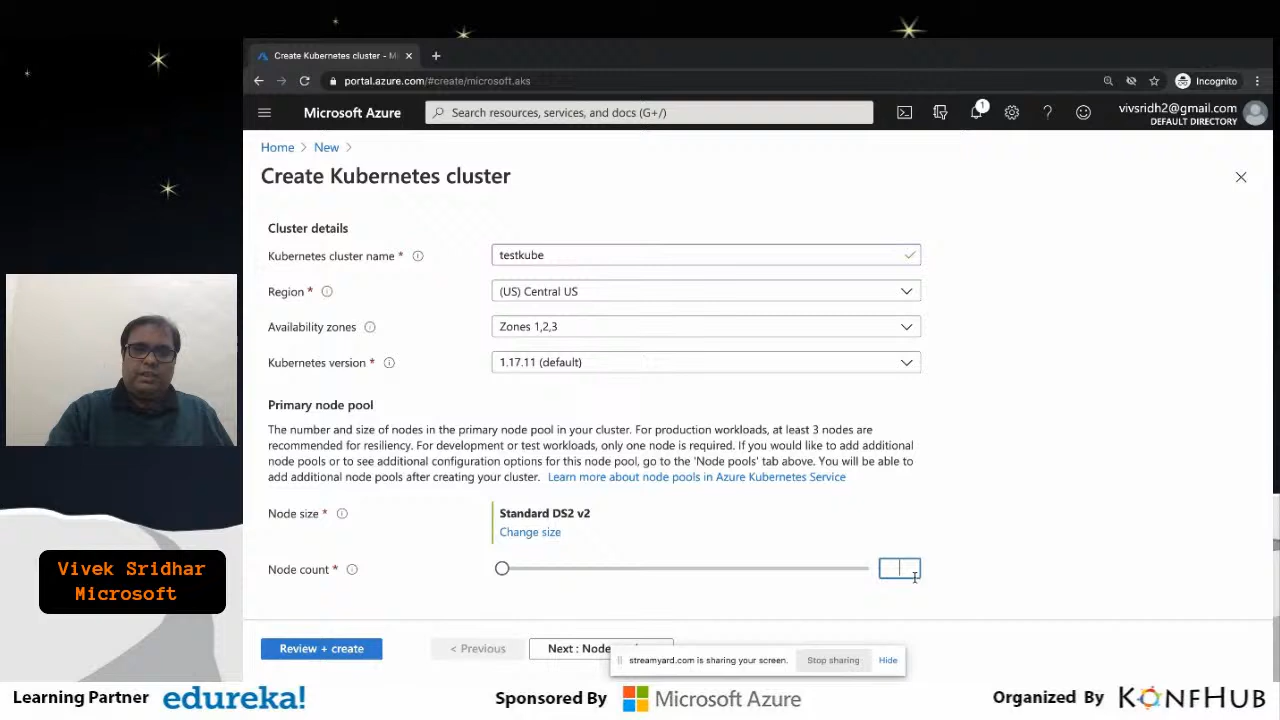 Create Kubernetes cluster - M
portal.azure.com/#create/microsoft.aks
Incognito
Microsoft Azure
Search resources, services, and docs (G+/)
1
vivsridh2@gmail.com
DEFAULT DIRECTORY
Home > New >
Create Kubernetes cluster
Cluster details
Kubernetes cluster name *
testkube
Region *
(US) Central US
Availability zones
Zones 1,2,3
Kubernetes version *
1.17.11 (default)
Primary node pool
The number and size of nodes in the primary node pool in your cluster. For production workloads, at least 3 nodes are
recommended for resiliency. For development or test workloads, only one node is required. If you would like to add additional
node pools or to see additional configuration options for this node pool, go to the 'Node pools' tab above. You will be able to
add additional node pools after creating your cluster. Learn more about node pools in Azure Kubernetes Service
Node size
Standard DS2 v2
Change size
Node count *
Review + create
< Previous
Next : Node
streamyard.com is sharing your screen.
Stop sharing
Hide
Vivek Sridhar
Microsoft
Learning Partner
edureka!
Sponsored By
Microsoft Azure
Organized By
KONFHUB